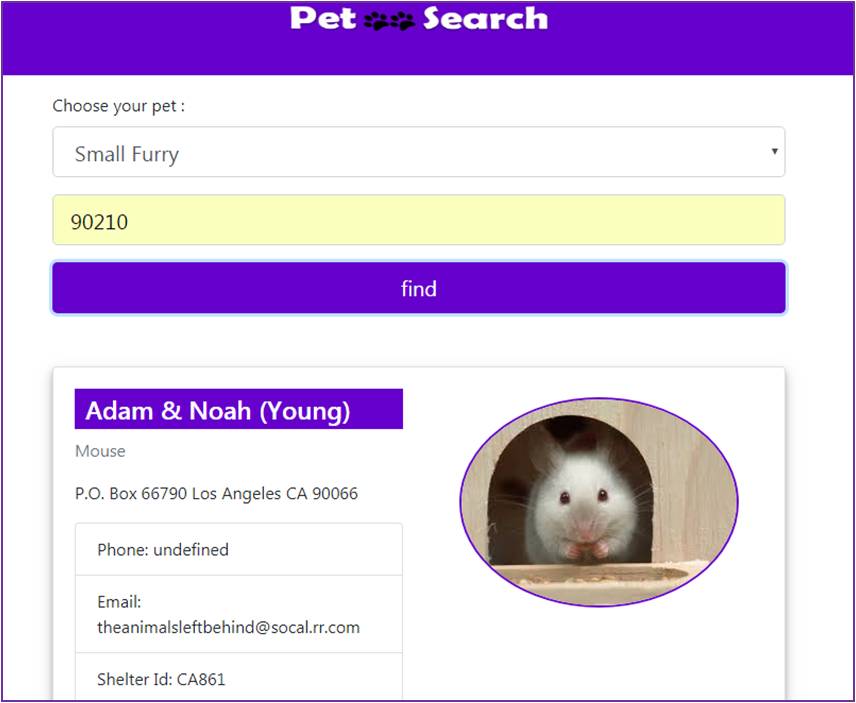 Pet Search
Choose your pet :
Small Furry
90210
find
Adam & Noah (Young)
Mouse
P.O. Box 66790 Los Angeles CA 90066
Phone: undefined
Email:
theanimalsleftbehind@socal.rr.com
Shelter Id: CA861